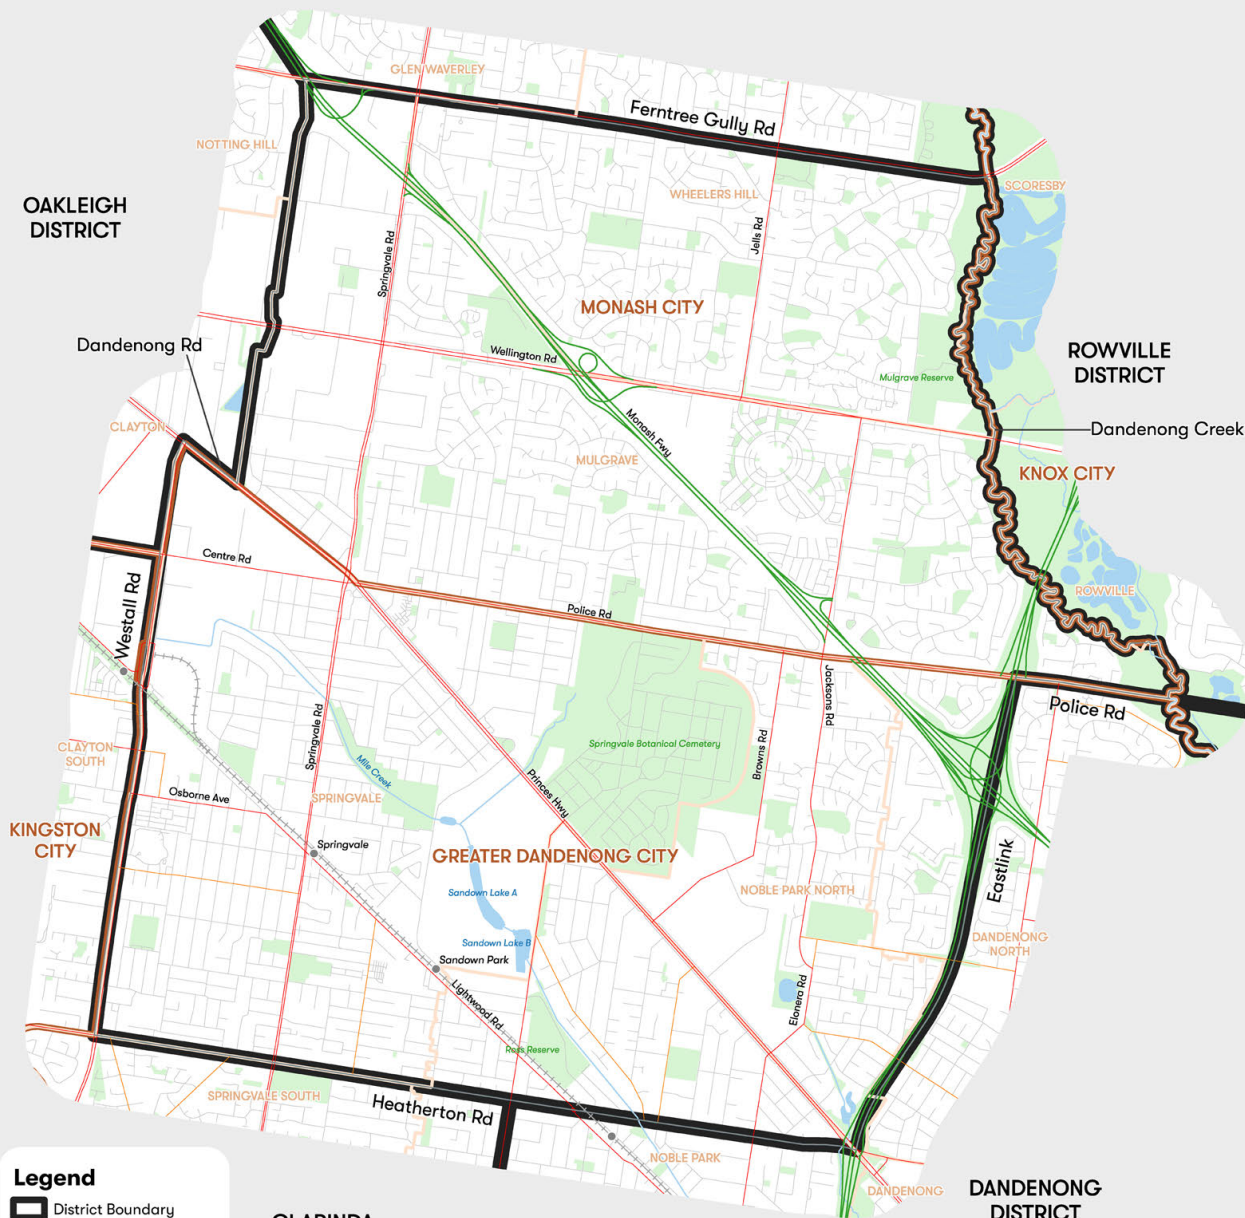 GLEN WAVERLEY
Ferntree Gully Rd
NOTTING HILL
WHEELERS HILL
SCORESBY
OAKLEIGH
DISTRICT
Springvale Rd
Jells Rd
MONASH CITY
Dandenong Rd
Wellington Rd
ROWVILLE
DISTRICT
Mulgrave Reserve
Monash Fwy
CLAYTON
Dandenong Creek
MULGRAVE
KNOX CITY
Centre Rd
Westall Rd
Police Rd
ROWVILLE
Jacksons Rd
Police Rd
Springvale Rd
Browns Rd
Springvale Botanical Cemetery
CLAYTON
SOUTH
Mile Creek
Princes Hwy
Osborne Ave
SPRINGVALE
KINGSTON
CITY
Springvale
GREATER DANDENONG CITY
Eastlink
Sandown Lake A
NOBLE PARK NORTH
Sandown Lake B
DANDENONG
NORTH
Sandown Park
Lightwood Rd
Elonera Rd
Ross Reserve
SPRINGVALE SOUTH
Heatherton Rd
NOBLE PARK
DANDENONG
DANDENONG
DISTRICT
Legend
District Boundary
CLARINDA